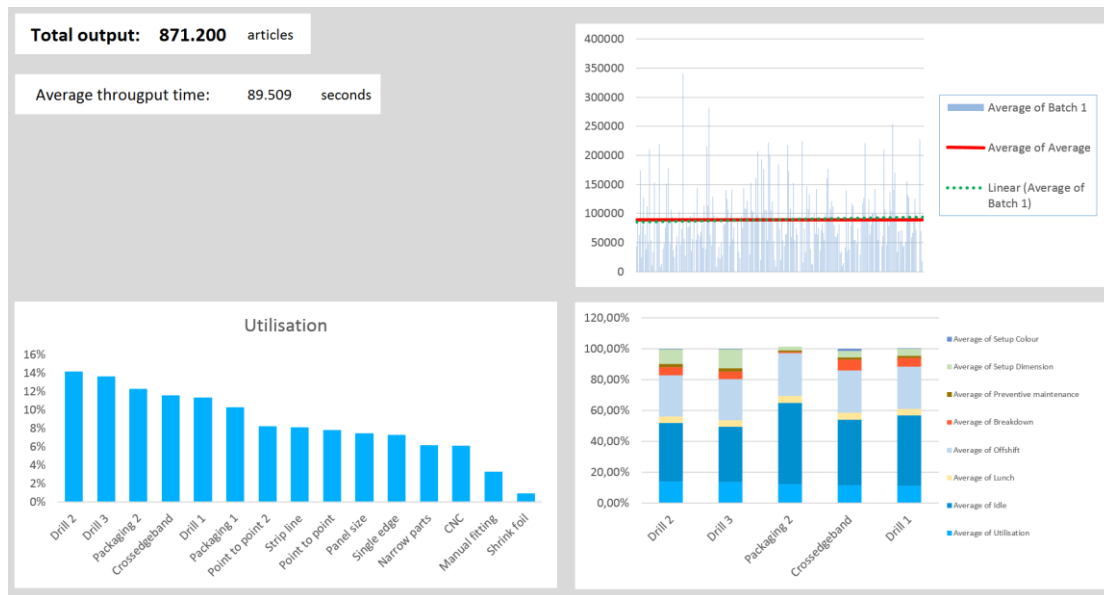 Total output: 871.200 articles
Average througput time: 89.509 seconds
400000
350000
300000
250000
200000
150000
100000
50000
0
Average of Batch 1
Average of Average
Linear (Average of
Batch 1)
Utilisation
16%
14%
12%
10%
8%
6%
4%
2%
0%
Drill 2
Drill 3
Packaging 2
Crossedgeband
Drill 1
Packaging 1
Point to point 2
Strip line
Point to point
Panel size
Single edge
Narrow parts
CNC
Manual fitting
Shrink foil
120,00%
100,00%
80,00%
60,00%
40,00%
20,00%
0,00%
Drill 2
Drill 3
Packaging 2
Crossedgeband
Drill 1
Average of Setup Colour
Average of Setup Dimension
Average of Preventive maintenance
Average of Breakdown
Average of Offshift
Average of Lunch
Average of Idle
Average of Utilisation